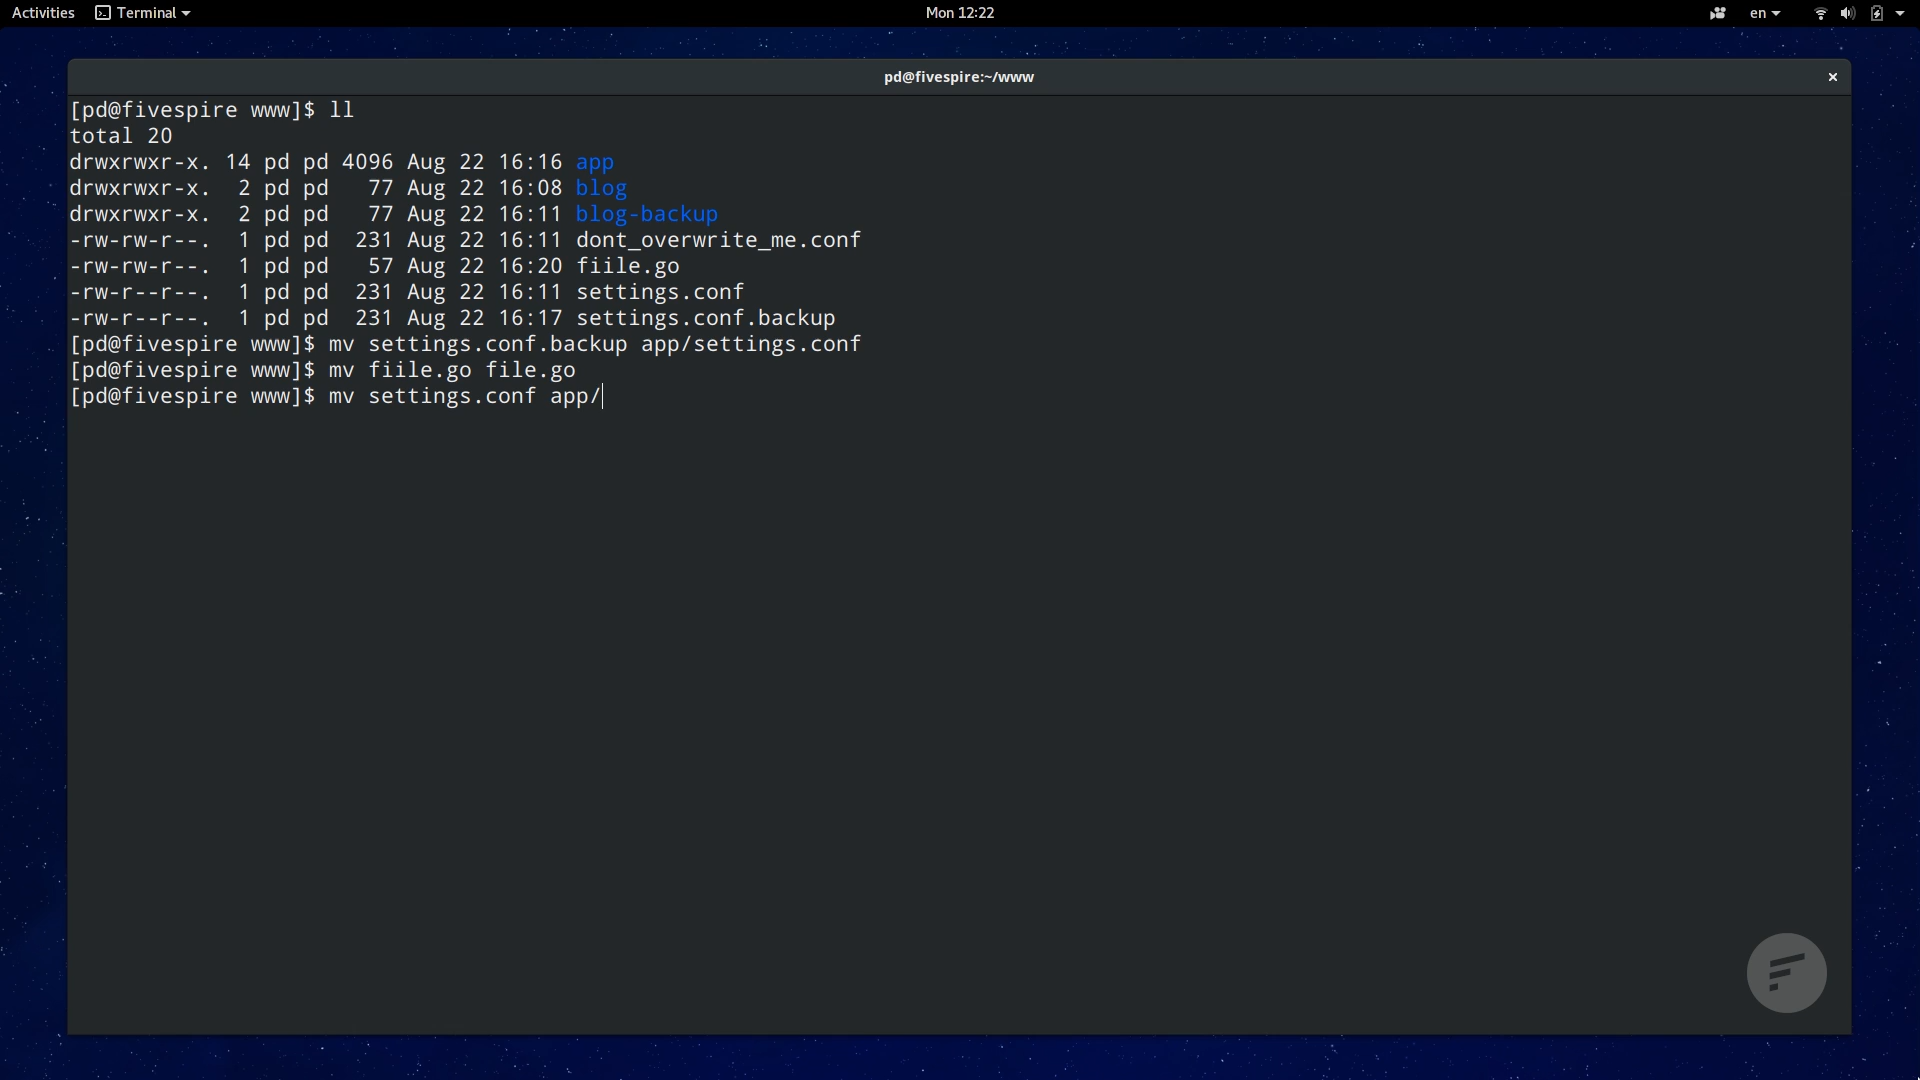 Activities Terminal Mon 12:22 en
pd@fivespire:~/www
[pd@fivespire www]$ ll
total 20
drwxrwxr-x. 14 pd pd 4096 Aug 22 16:16 app
drwxrwxr-x.  2 pd pd   77 Aug 22 16:08 blog
drwxrwxr-x.  2 pd pd   77 Aug 22 16:11 blog-backup
-rw-rw-r--.  1 pd pd  231 Aug 22 16:11 dont_overwrite_me.conf
-rw-rw-r--.  1 pd pd   57 Aug 22 16:20 fiile.go
-rw-r--r--.  1 pd pd  231 Aug 22 16:11 settings.conf
-rw-r--r--.  1 pd pd  231 Aug 22 16:17 settings.conf.backup
[pd@fivespire www]$ mv settings.conf.backup app/settings.conf
[pd@fivespire www]$ mv fiile.go file.go
[pd@fivespire www]$ mv settings.conf app/